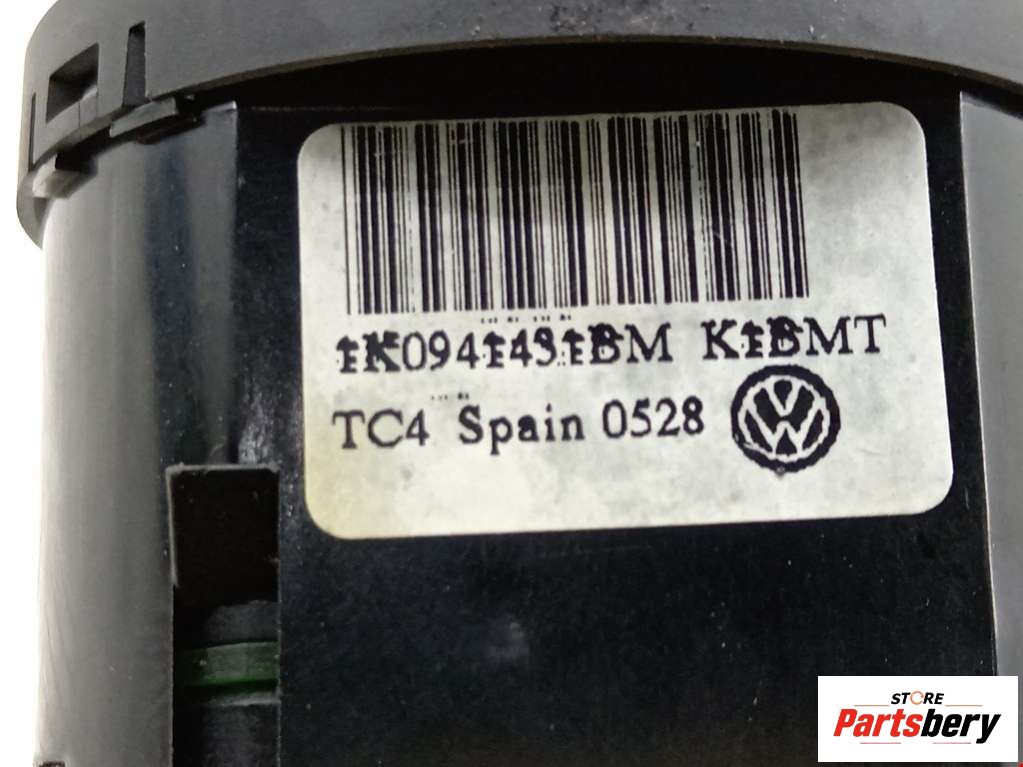 1K0941431BM K1BMT
TC4 Spain 0528
STORE
Partsbery